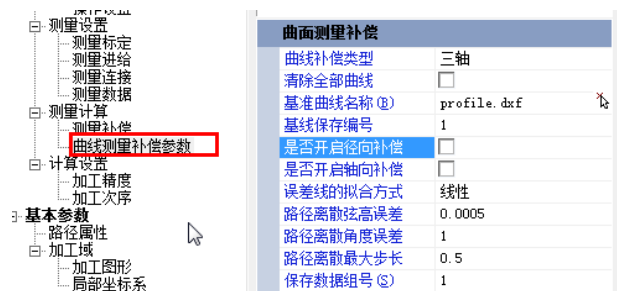 测量设置
测量标定
测量进给
测量连接
测量数据
测量计算
测量补偿
曲线测量补偿参数
计算设置
加工精度
加工次序
基本参数
路径属性
加工域
加工图形
局部坐标系
曲面测量补偿
曲线补偿类型 三轴
清除全部曲线
基准曲线名称(B) profile.dxf
基线保存编号 1
是否开启径向补偿
是否开启轴向补偿
误差线的拟合方式 线性
路径离散弦高误差 0.0005
路径离散角度误差 1
路径离散最大步长 0.5
保存数据组号(S) 1